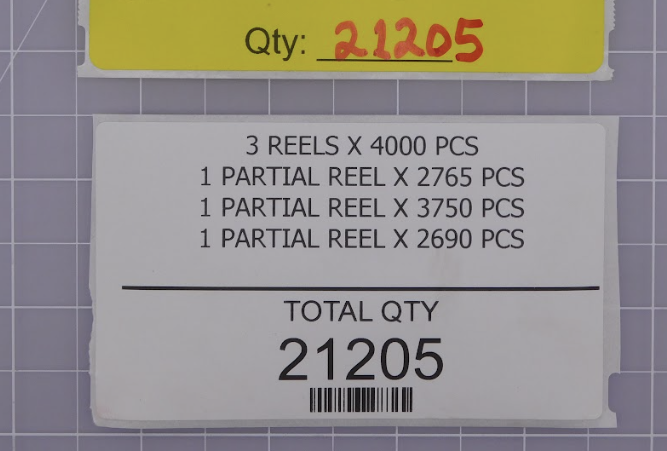 Qty: 21205
3 REELS X 4000 PCS
1 PARTIAL REEL X 2765 PCS
1 PARTIAL REEL X 3750 PCS
1 PARTIAL REEL X 2690 PCS
TOTAL QTY
21205